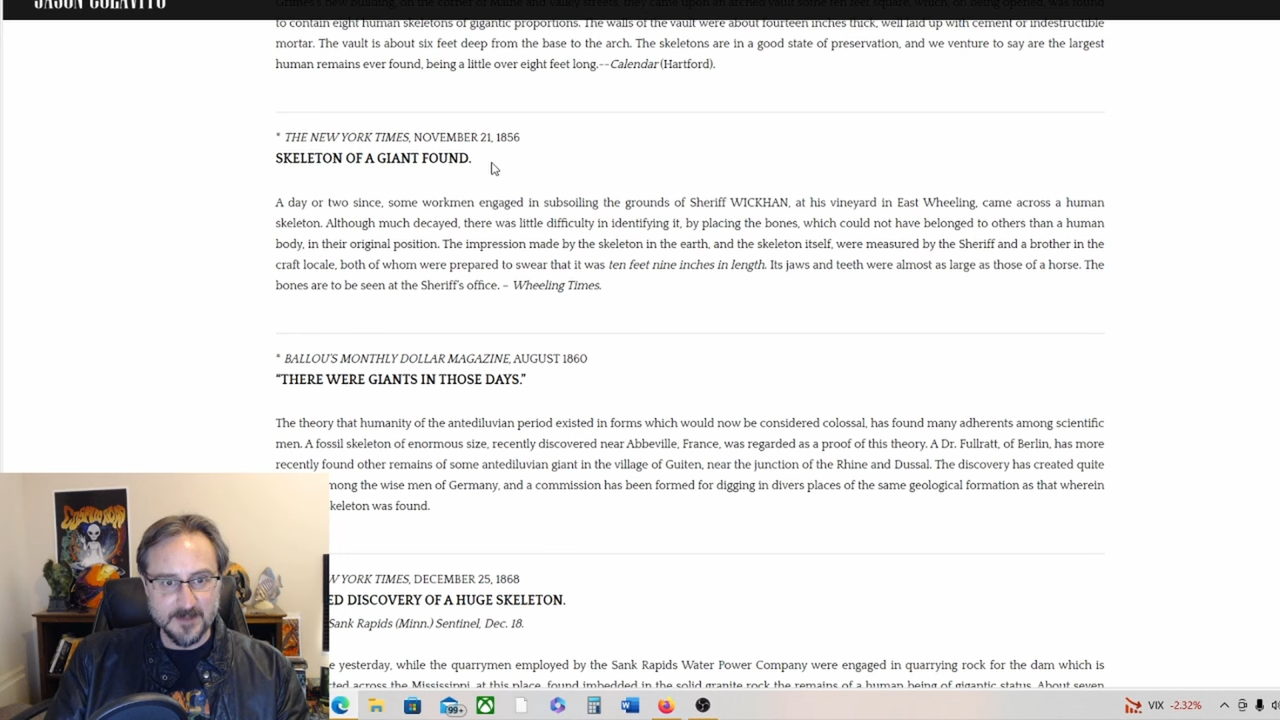 JASON COLAVITO
Grimes's new building, on the corner of Maine and Valley streets, they came upon an arched vault some ten feet square, which, on being opened, was found
to contain eight human skeletons of gigantic proportions. The walls of the vault were about fourteen inches thick, well laid up with cement or indestructible
mortar. The vault is about six feet deep from the base to the arch. The skeletons are in a good state of preservation, and we venture to say are the largest
human remains ever found, being a little over eight feet long.--Calendar (Hartford).
* THE NEW YORK TIMES, NOVEMBER 21, 1856
SKELETON OF A GIANT FOUND.
A day or two since, some workmen engaged in subsoiling the grounds of Sheriff WICKHAN, at his vineyard in East Wheeling, came across a human
skeleton. Although much decayed, there was little difficulty in identifying it, by placing the bones, which could not have belonged to others than a human
body, in their original position. The impression made by the skeleton in the earth, and the skeleton itself, were measured by the Sheriff and a brother in the
craft locale, both of whom were prepared to swear that it was ten feet nine inches in length. Its jaws and teeth were almost as large as those of a horse. The
bones are to be seen at the Sheriff's office. – Wheeling Times.
* BALLOU'S MONTHLY DOLLAR MAGAZINE, AUGUST 1860
"THERE WERE GIANTS IN THOSE DAYS."
The theory that humanity of the antediluvian period existed in forms which would now be considered colossal, has found many adherents among scientific
men. A fossil skeleton of enormous size, recently discovered near Abbeville, France, was regarded as a proof of this theory. A Dr. Fullratt, of Berlin, has more
recently found other remains of some antediluvian giant in the village of Guiten, near the junction of the Rhine and Dussal. The discovery has created quite
mong the wise men of Germany, and a commission has been formed for digging in divers places of the same geological formation as that wherein
keleton was found.
W YORK TIMES, DECEMBER 25, 1868
ED DISCOVERY OF A HUGE SKELETON.
Sank Rapids (Minn.) Sentinel, Dec. 18.
e yesterday, while the quarrymen employed by the Sank Rapids Water Power Company were engaged in quarrying rock for the dam which is
cted across the Mississippi, at this place, found imbedded in the solid granite rock the remains of a human being of gigantic status. About seven
99+
VIX -2.32%